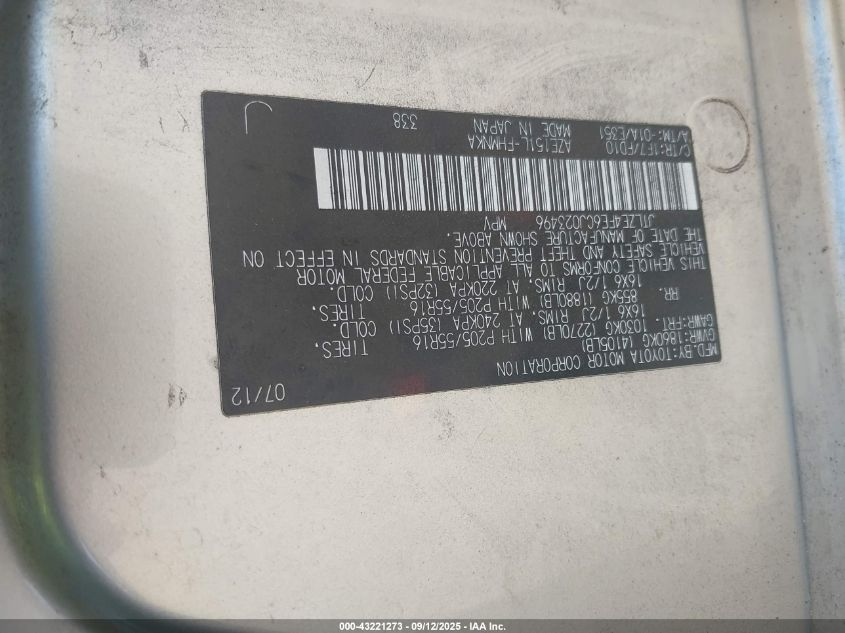 MFD.BY:TOYOTA MOTOR CORPORATION 07/12
GVWR:1860KG (4105LB)
GAWR:FRT. 1030KG (2270LB) WITH P205/55R16 TIRES.
16X6 1/2J RIMS. AT 240KPA (35PSI) COLD.
RR. 855KG (1880LB) WITH P205/55R16 TIRES.
16X6 1/2J RIMS. AT 220KPA (32PSI) COLD.
THIS VEHICLE CONFORMS TO ALL APPLICABLE FEDERAL MOTOR
VEHICLE SAFETY AND THEFT PREVENTION STANDARDS IN EFFECT ON
THE DATE OF MANUFACTURE SHOWN ABOVE.
JTLZE4FE6CJ023496 MPV
C/TR:1F7/FD10 AZE151L-FHMNKA 338
A/TM:-01A/E351 MADE IN JAPAN
000-43221273 - 09/12/2025 - IAA Inc.